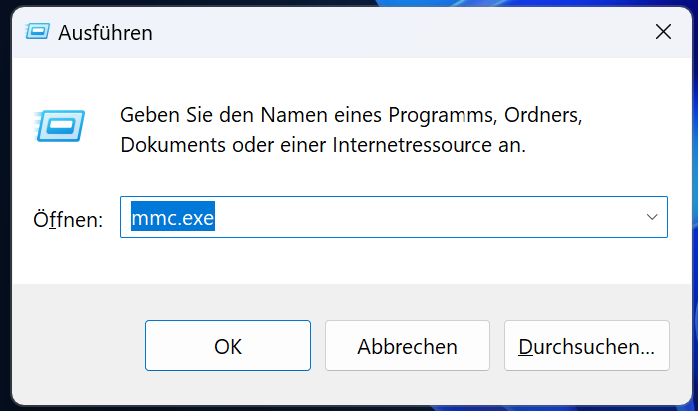 Ausführen
Geben Sie den Namen eines Programms, Ordners,
Dokuments oder einer Internetressource an.
Öffnen: mmc.exe
OK Abbrechen Durchsuchen...